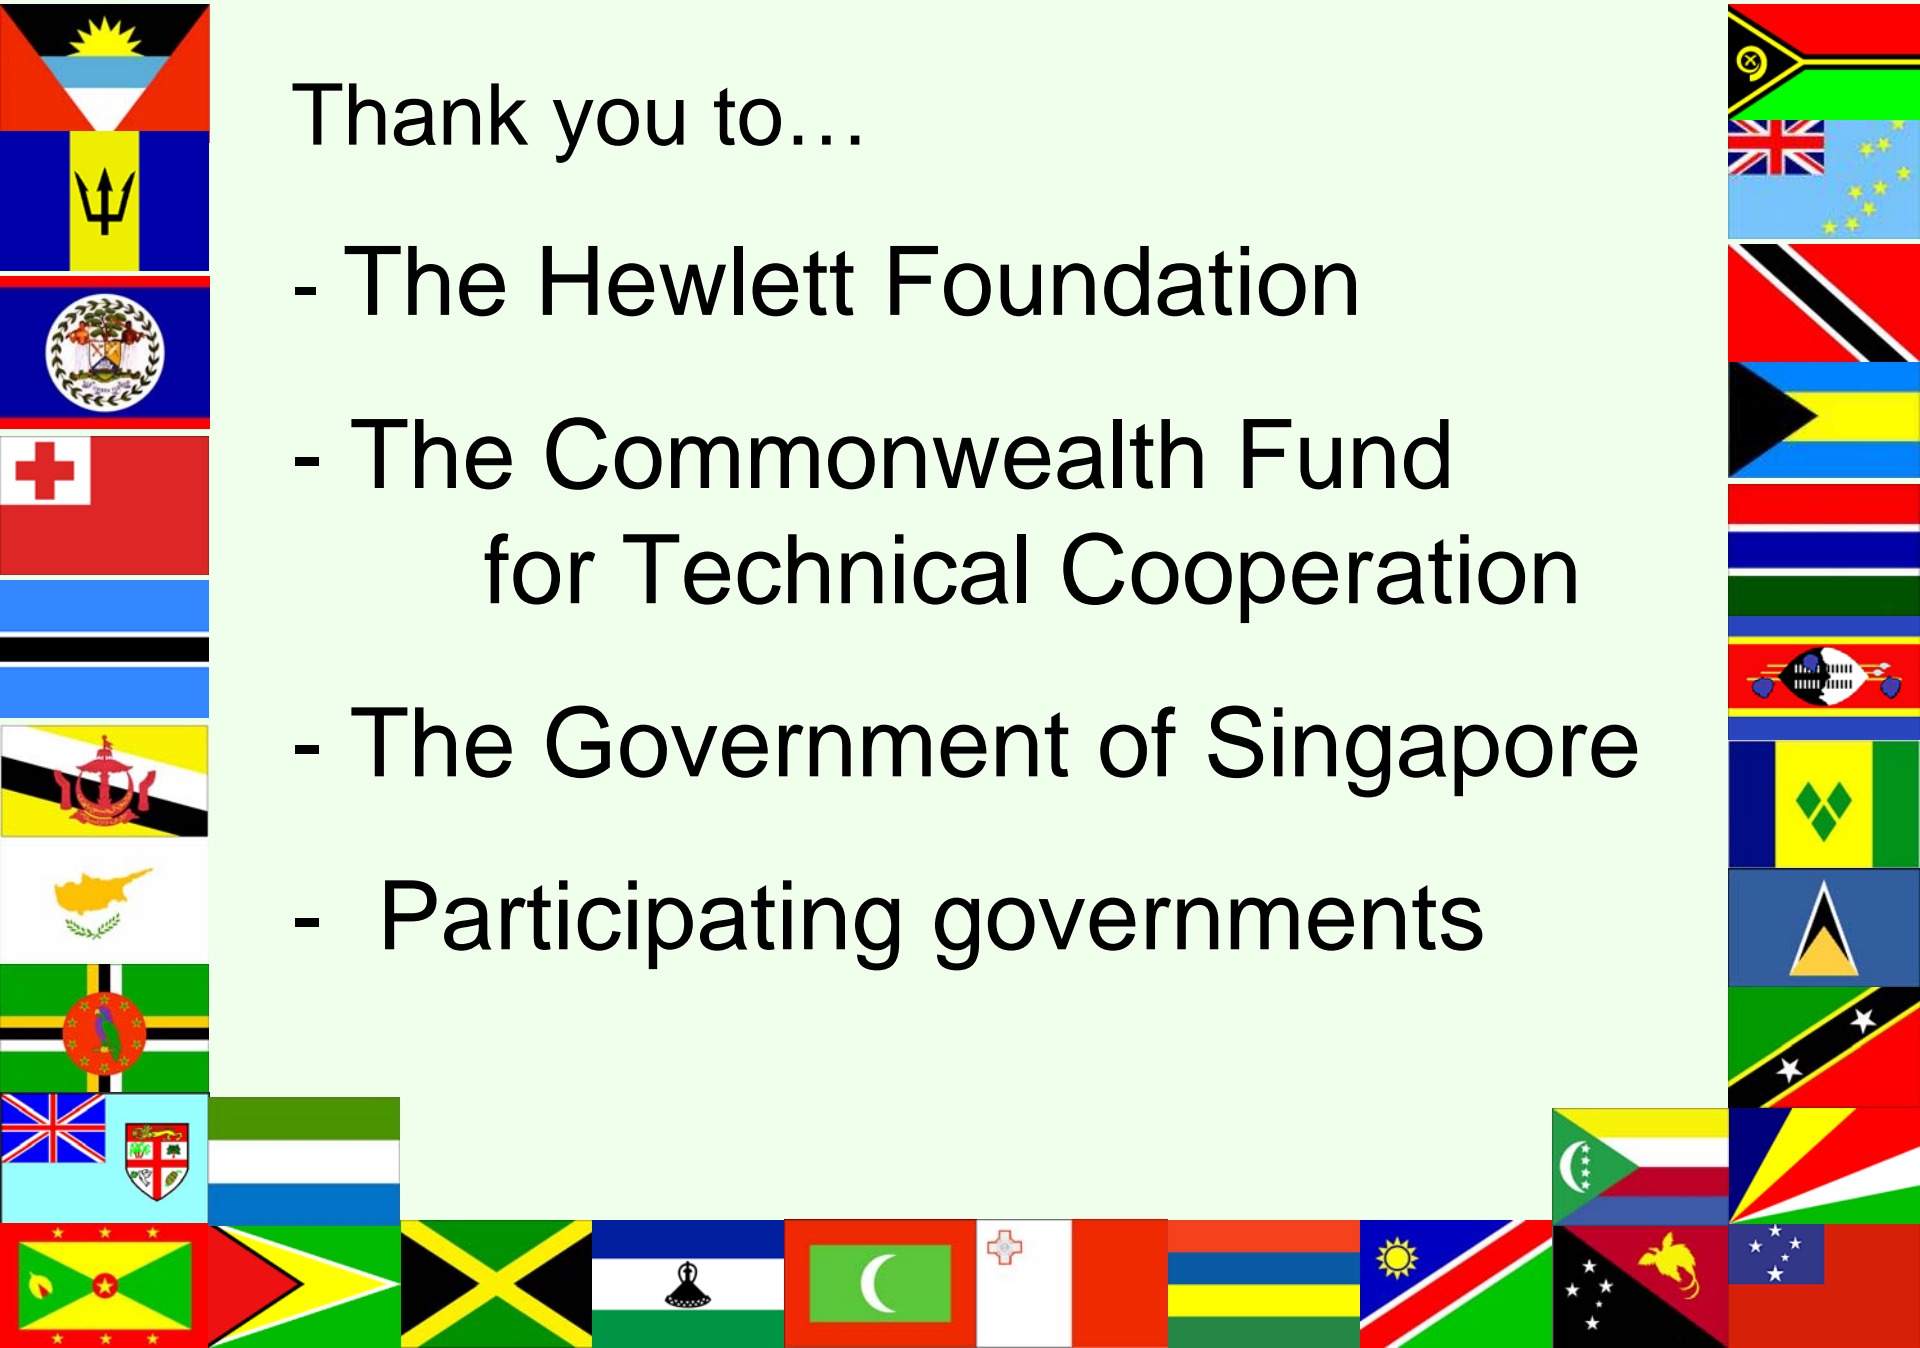 Thank you to…
- The Hewlett Foundation
- The Commonwealth Fund
for Technical Cooperation
- The Government of Singapore
- Participating governments